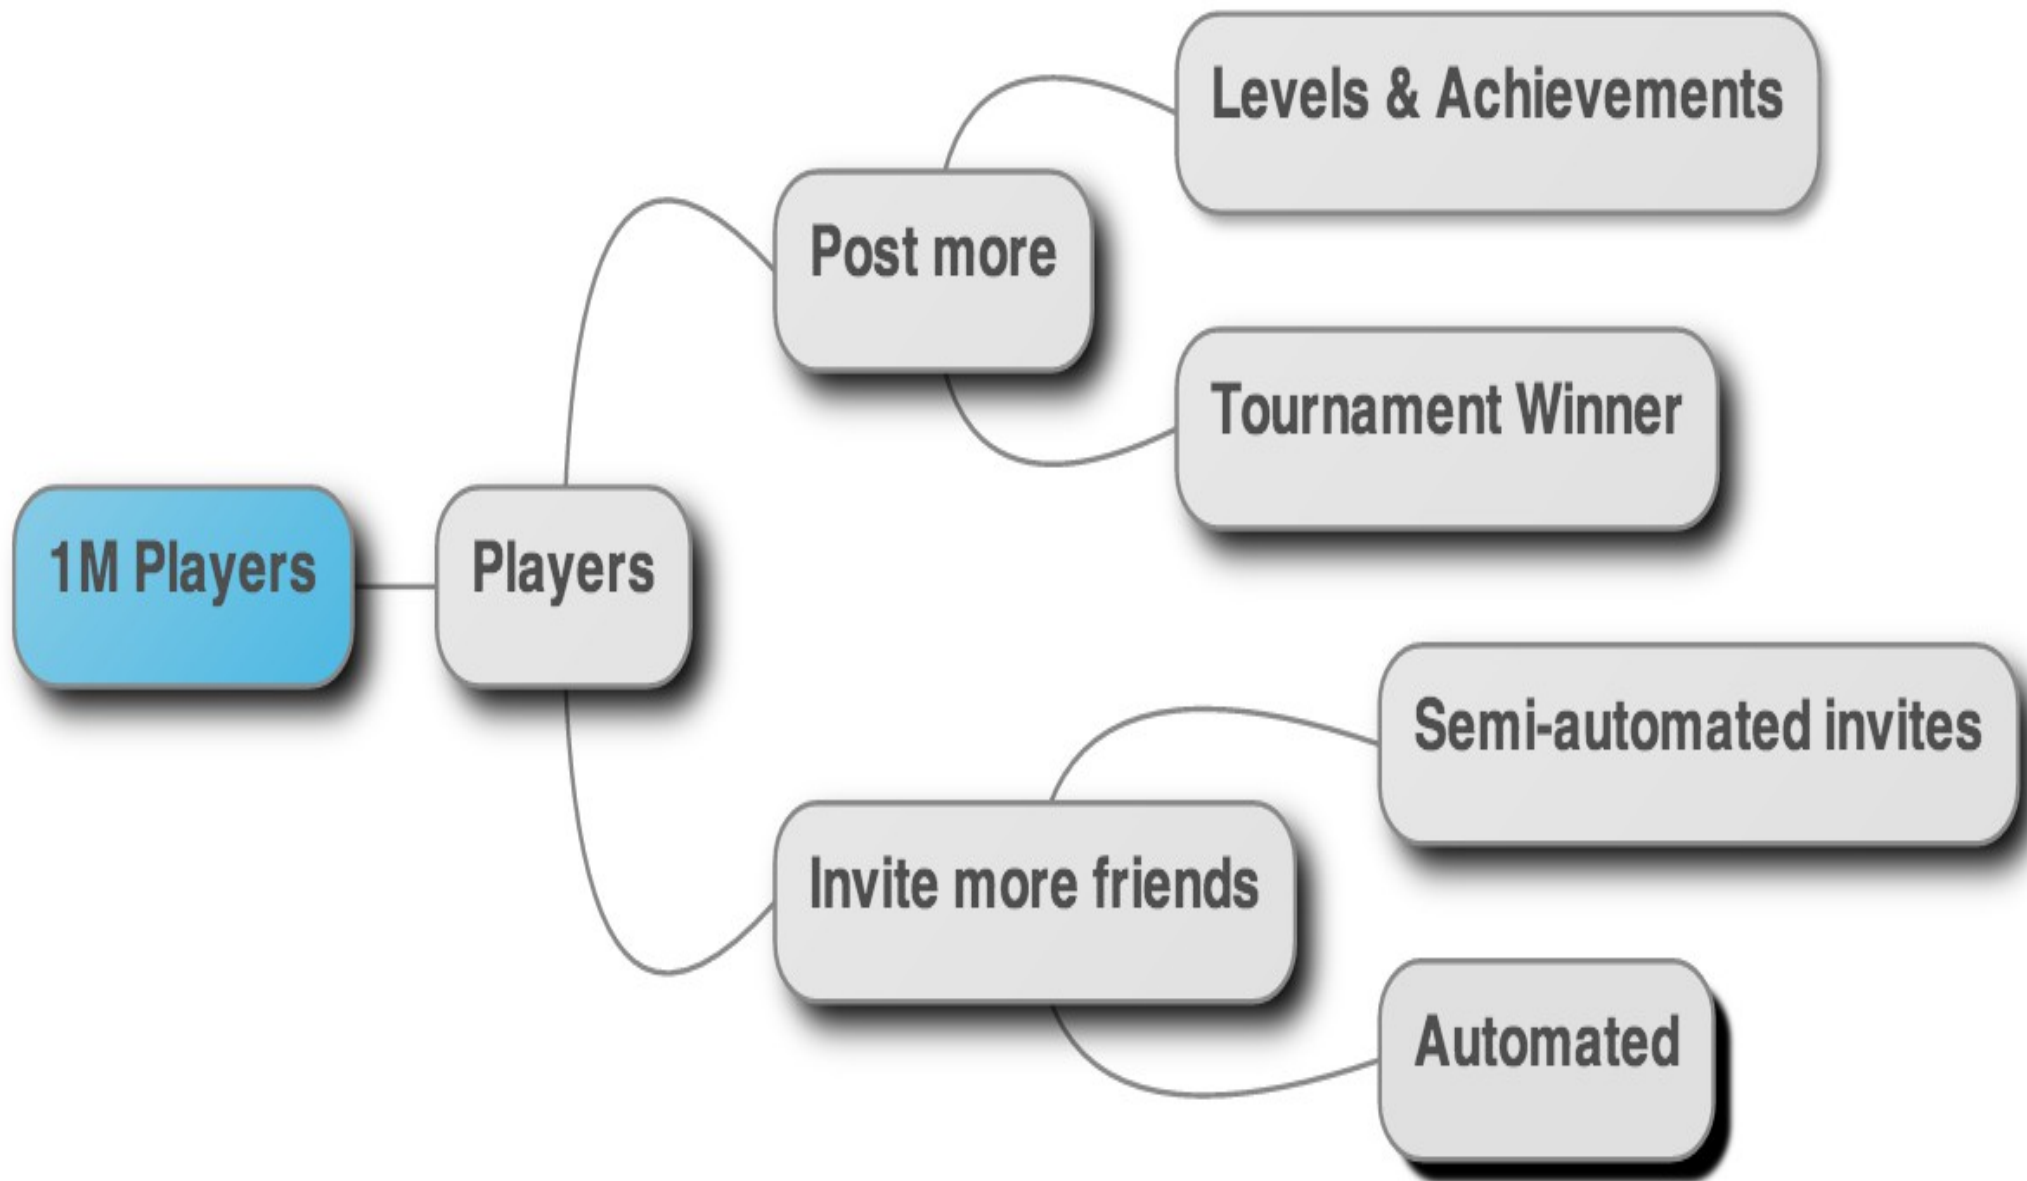 1M Players
Players
Post more
Levels & Achievements
Tournament Winner
Invite more friends
Semi-automated invites
Automated